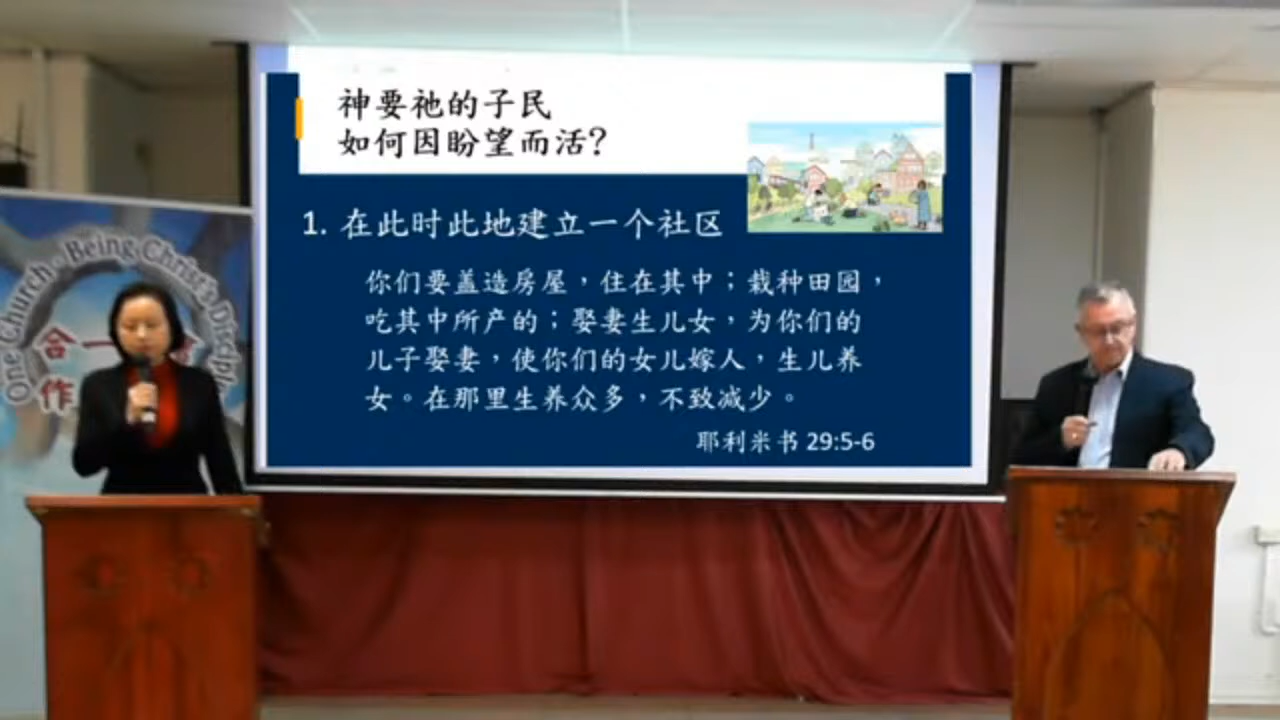 神要祂的子民
如何因盼望而活？
1. 在此时此地建立一个社区
你们要盖造房屋，住在其中；栽种田园，
吃其中所产的；娶妻生儿女，为你们的
儿子娶妻，使你们的女儿嫁人，生儿养
女。在那里生养众多，不致减少。
耶利米书 29:5-6
One Church - Being Christ's Disciple
合一
作